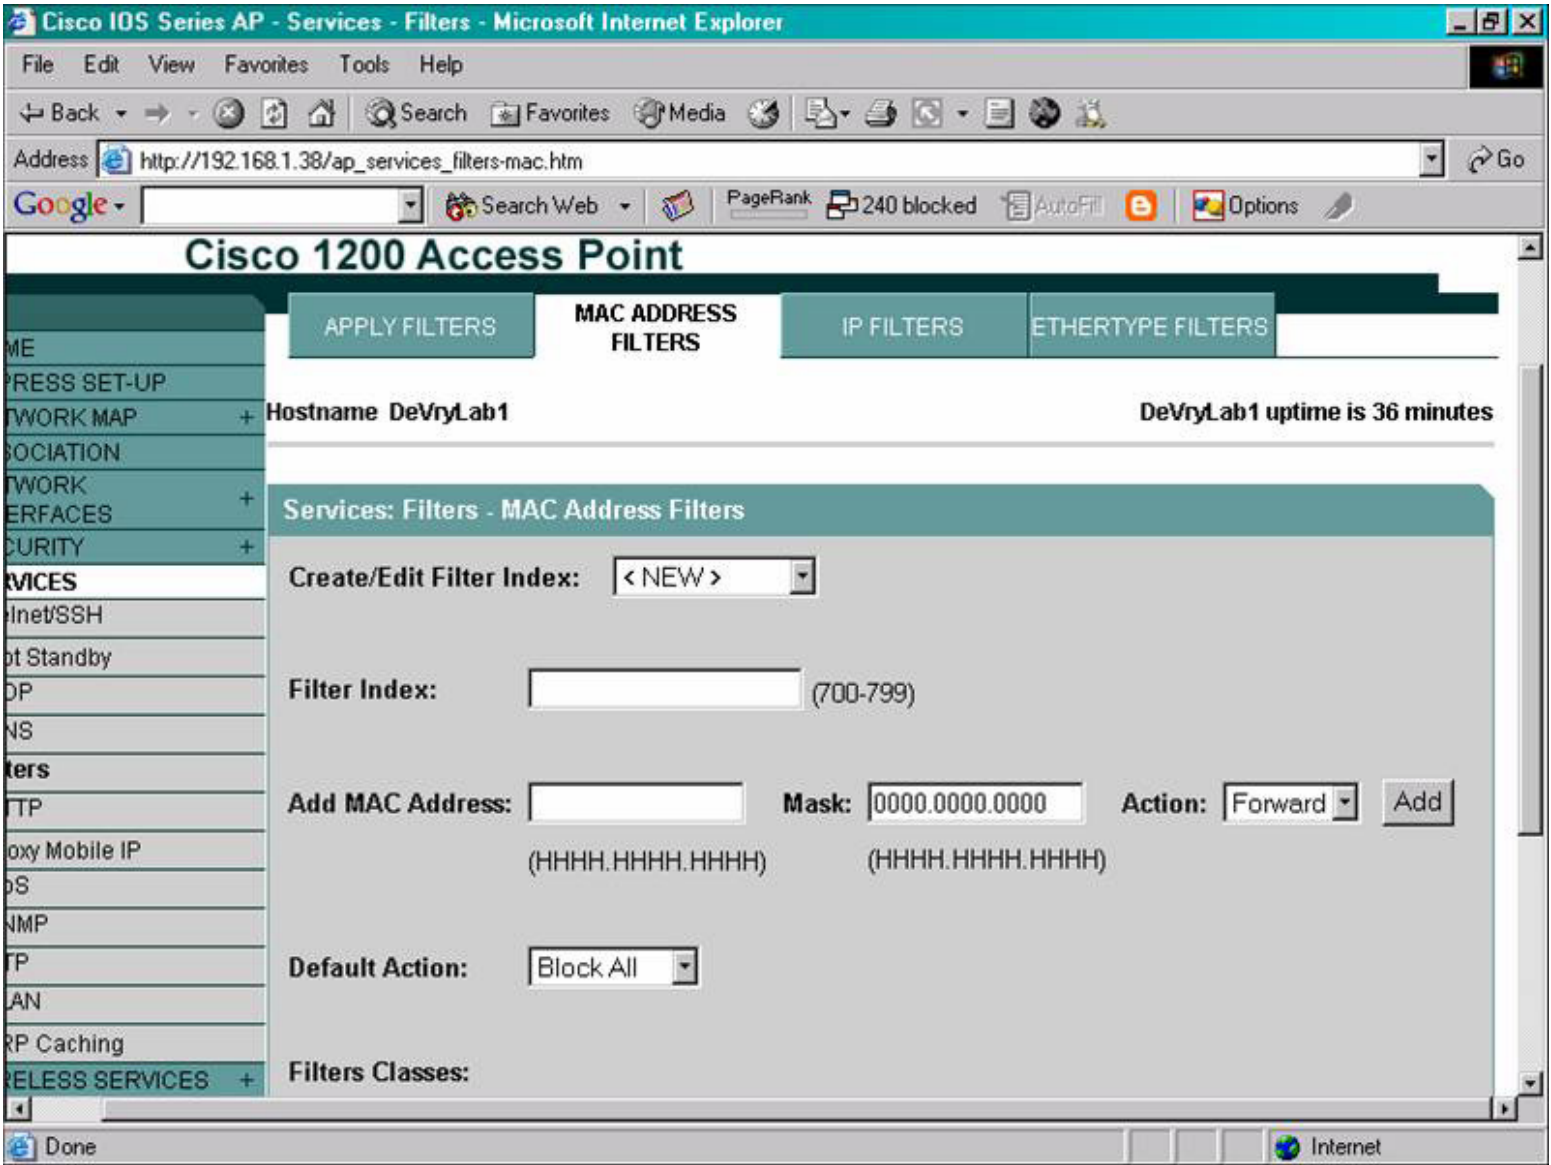 Cisco IOS Series AP - Services - Filters - Microsoft Internet Explorer
File Edit View Favorites Tools Help
Back Search Favorites Media
Address http://192.168.1.38/ap_services_filters-mac.htm Go
Google Search Web PageRank 240 blocked AutoFill Options
Cisco 1200 Access Point
APPLY FILTERS MAC ADDRESS FILTERS IP FILTERS ETHERTYPE FILTERS
ME
PRESS SET-UP
TWORK MAP +
SOCIATION
TWORK
ERFACES +
CURITY +
RVICES
lnet/SSH
ot Standby
DP
NS
ters
TTP
oxy Mobile IP
oS
NMP
TP
LAN
RP Caching
RELESS SERVICES +
Hostname DeVryLab1 DeVryLab1 uptime is 36 minutes
Services: Filters - MAC Address Filters
Create/Edit Filter Index: < NEW >
Filter Index: (700-799)
Add MAC Address: Mask: 0000.0000.0000 Action: Forward Add
(HHHH.HHHH.HHHH) (HHHH.HHHH.HHHH)
Default Action: Block All
Filters Classes:
Done Internet